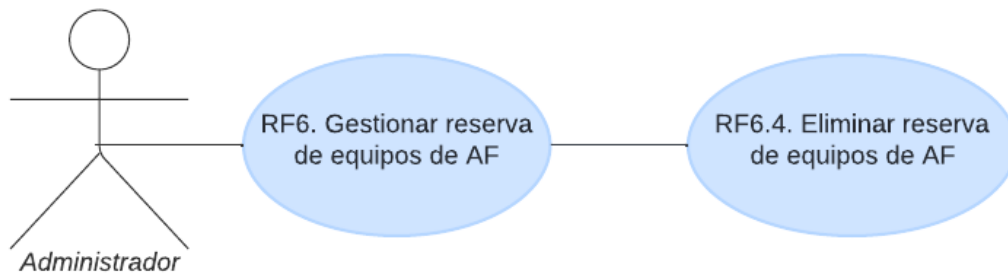 RF6. Gestionar reserva
de equipos de AF
RF6.4. Eliminar reserva
de equipos de AF
Administrador